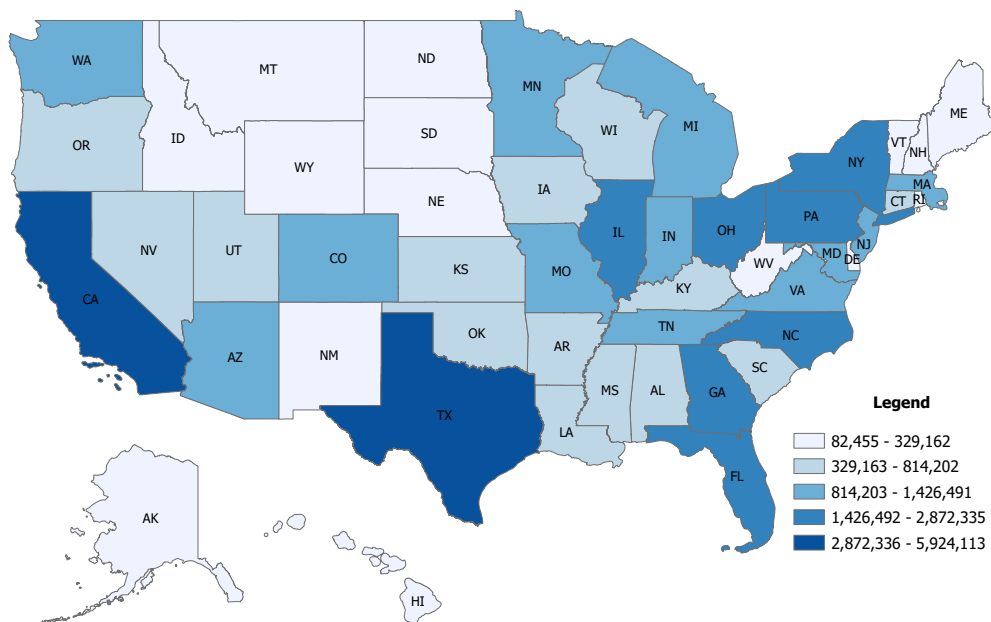 WA
MT
ND
MN
ME
OR
ID
SD
WI
MI
VT
NH
NY
WY
MA
CT
RI
IA
NE
PA
NV
UT
CO
IL
IN
OH
NJ
MD
DE
KS
MO
WV
KY
VA
CA
TN
NC
AZ
NM
OK
AR
SC
MS
AL
GA
TX
LA
FL
AK
HI
Legend
82,455 - 329,162
329,163 - 814,202
814,203 - 1,426,491
1,426,492 - 2,872,335
2,872,336 - 5,924,113